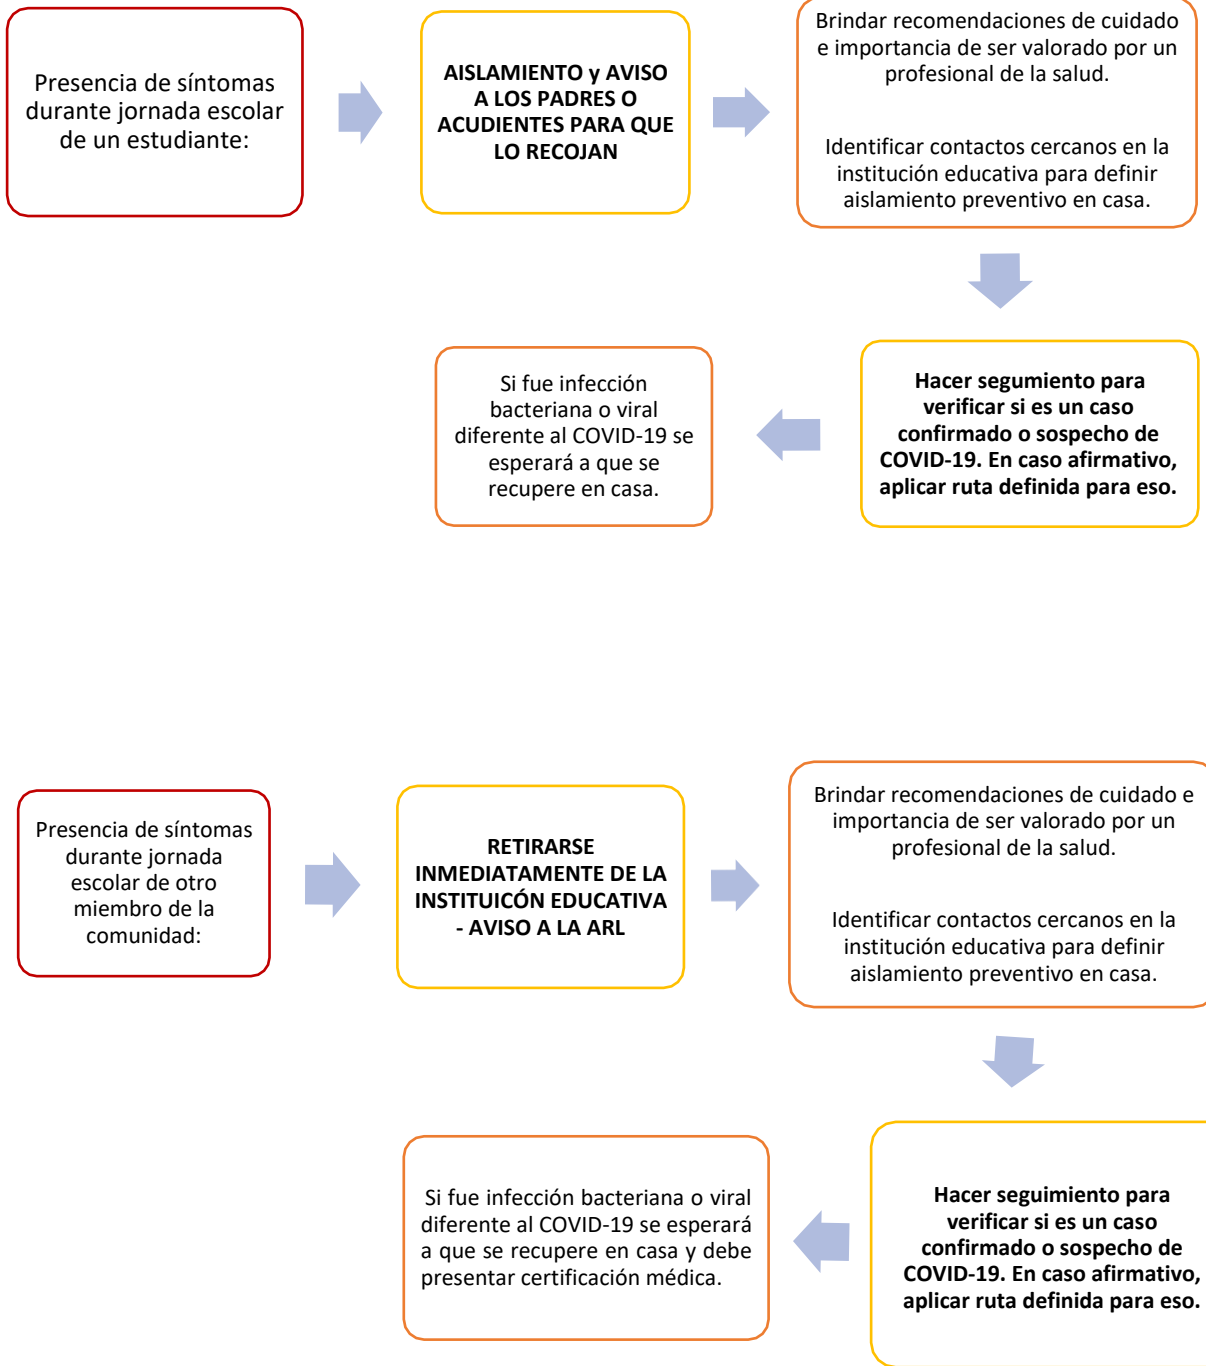 Presencia de síntomas
durante jornada escolar
de un estudiante:
AISLAMIENTO y AVISO
A LOS PADRES O
ACUDIENTES PARA QUE
LO RECOJAN
Brindar recomendaciones de cuidado
e importancia de ser valorado por un
profesional de la salud.
Identificar contactos cercanos en la
institución educativa para definir
aislamiento preventivo en casa.
Hacer segumiento para
verificar si es un caso
confirmado o sospecho de
COVID-19. En caso afirmativo,
aplicar ruta definida para eso.
Si fue infección
bacteriana o viral
diferente al COVID-19 se
esperará a que se
recupere en casa.
Presencia de síntomas
durante jornada
escolar de otro
miembro de la
comunidad:
RETIRARSE
INMEDIATAMENTE DE LA
INSTITUICÓN EDUCATIVA
- AVISO A LA ARL
Brindar recomendaciones de cuidado e
importancia de ser valorado por un
profesional de la salud.
Identificar contactos cercanos en la
institución educativa para definir
aislamiento preventivo en casa.
Hacer seguimiento para
verificar si es un caso
confirmado o sospecho de
COVID-19. En caso afirmativo,
aplicar ruta definida para eso.
Si fue infección bacteriana o viral
diferente al COVID-19 se esperará
a que se recupere en casa y debe
presentar certificación médica.